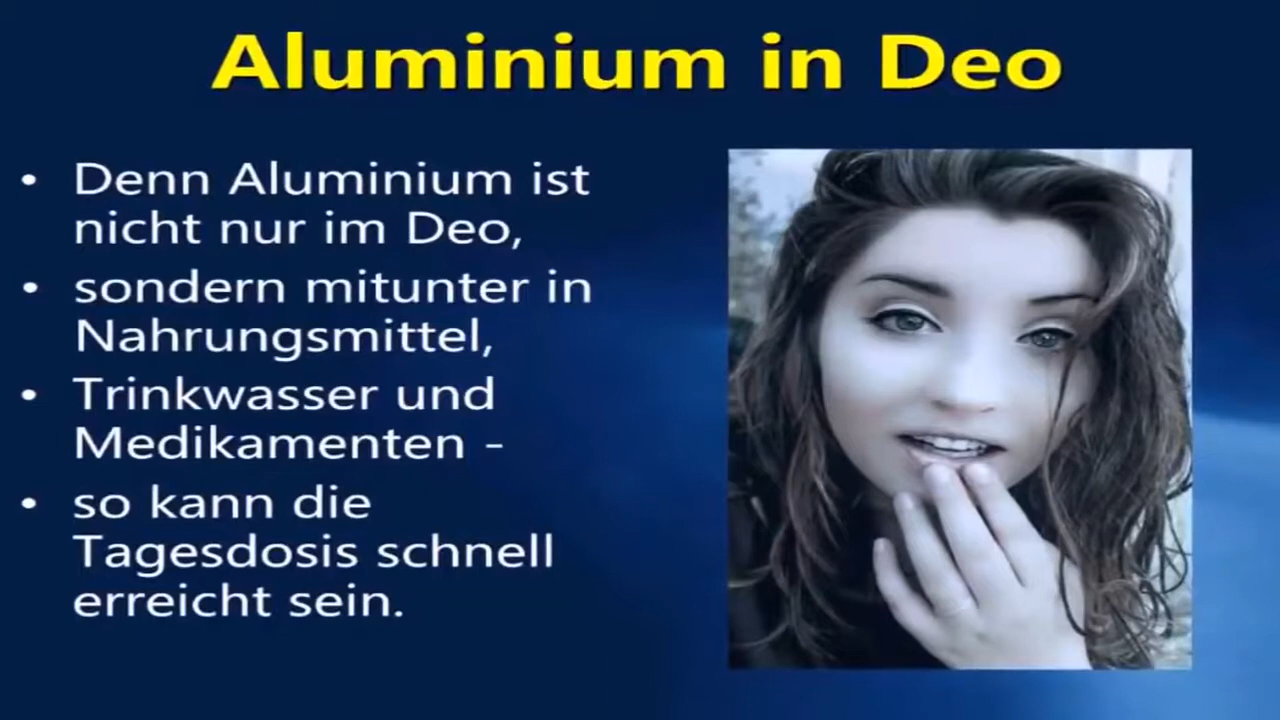 Aluminium in Deo
• Denn Aluminium ist
nicht nur im Deo,
• sondern mitunter in
Nahrungsmittel,
• Trinkwasser und
Medikamenten -
• so kann die
Tagesdosis schnell
erreicht sein.